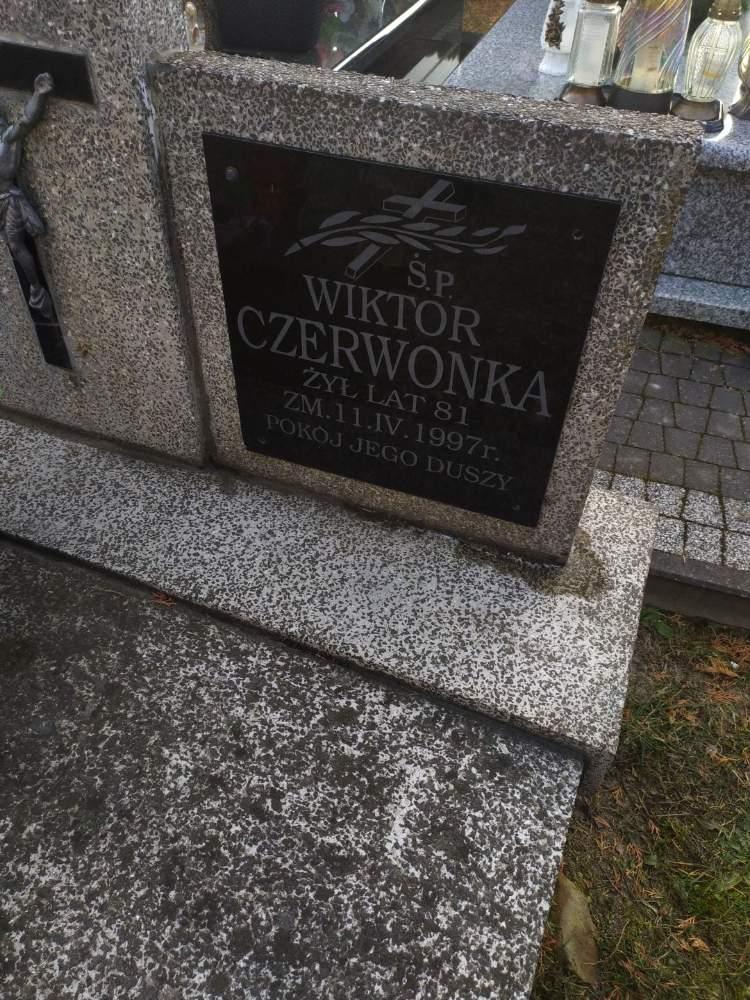 Ś.P.
WIKTOR
CZERWONKA
ŻYŁ LAT 81
ZM. 11. IV. 1997r.
POKÓJ JEGO DUSZY